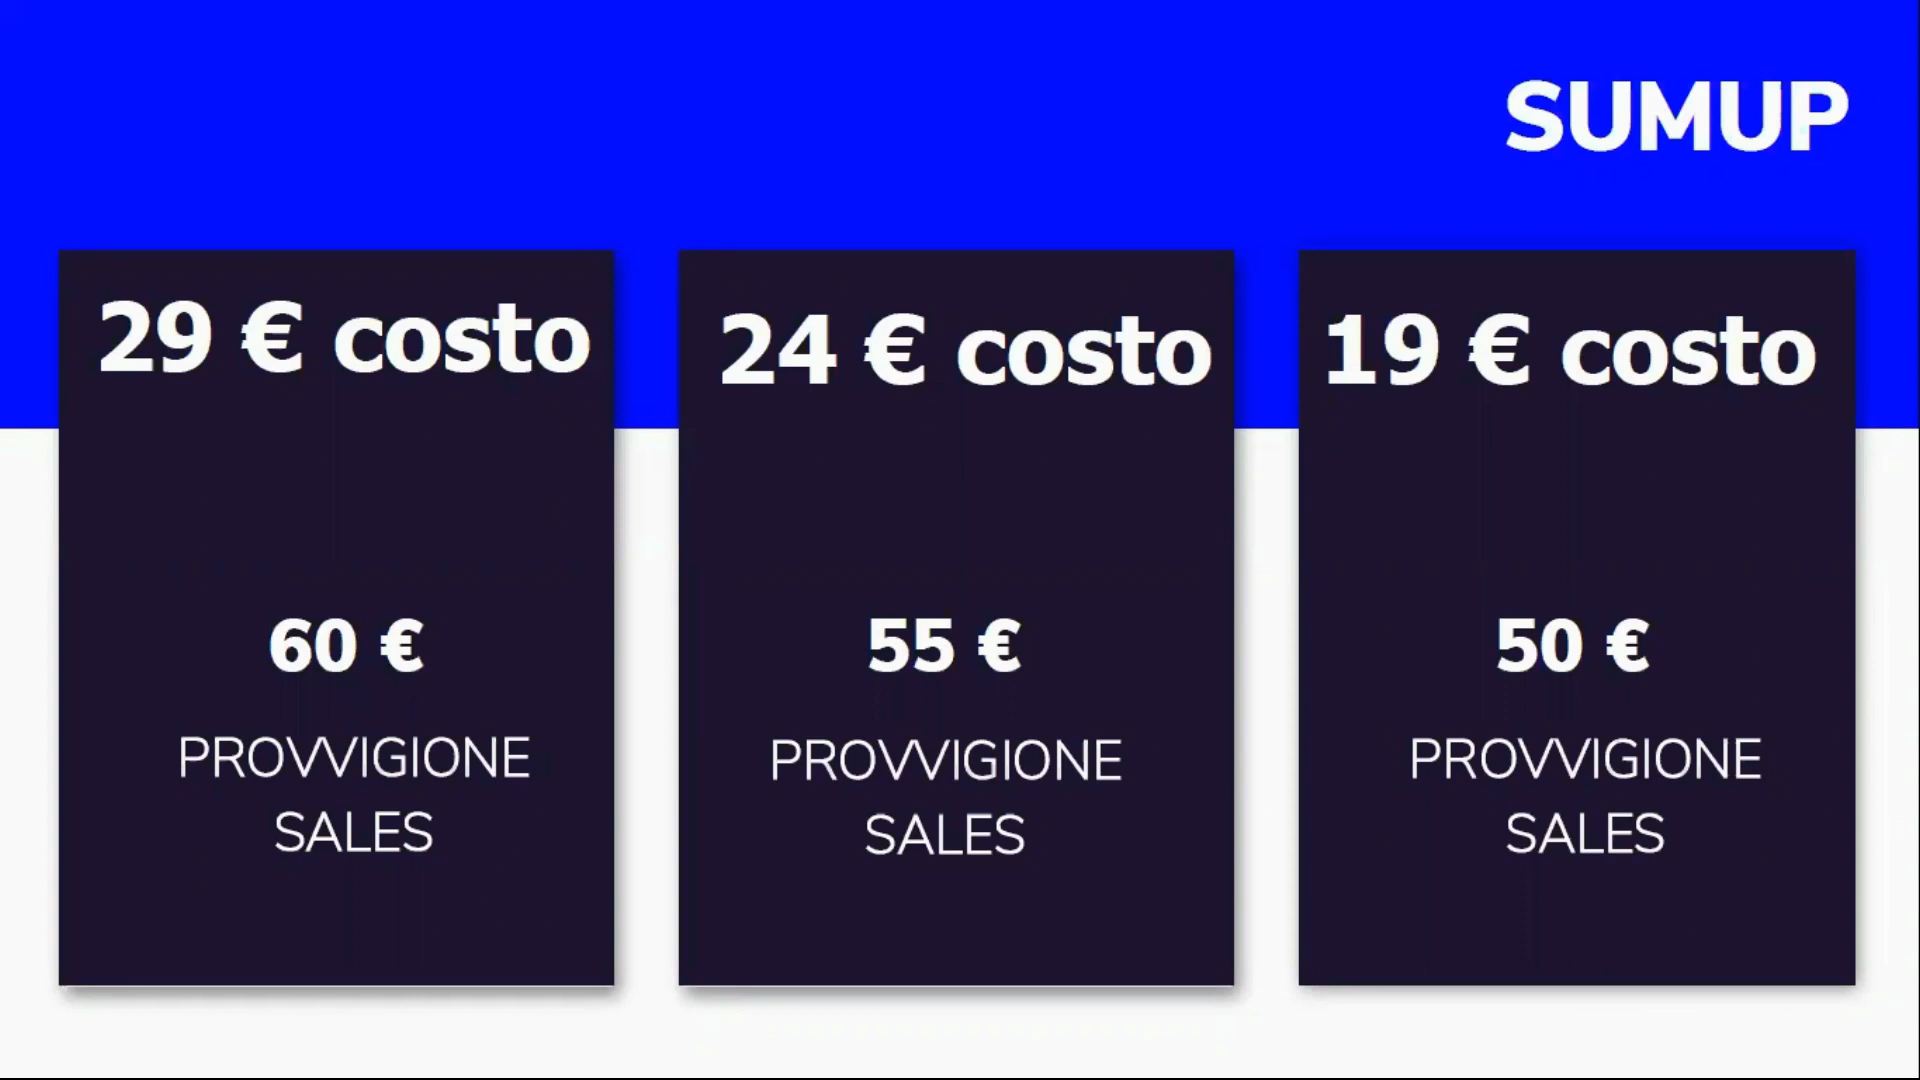 SUMUP
29 € costo
60 €
PROVVIGIONE
SALES
24 € costo
55 €
PROVVIGIONE
SALES
19 € costo
50 €
PROVVIGIONE
SALES